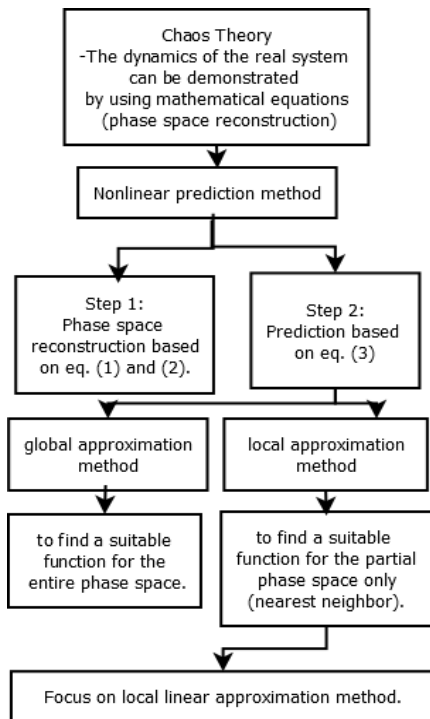 Chaos Theory
-The dynamics of the real system
can be demonstrated
by using mathematical equations
(phase space reconstruction)
Nonlinear prediction method
Step 1:
Phase space
reconstruction based
on eq. (1) and (2).
Step 2:
Prediction based
on eq. (3)
global approximation
method
local approximation
method
to find a suitable
function for the
entire phase space.
to find a suitable
function for the partial
phase space only
(nearest neighbor).
Focus on local linear approximation method.